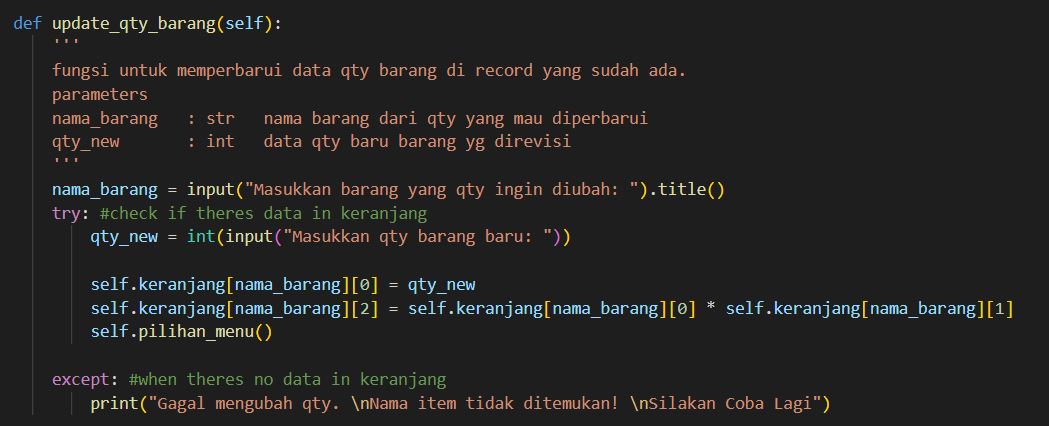 def update_qty_barang(self):
'''
fungsi untuk memperbarui data qty barang di record yang sudah ada.
parameters
nama_barang   : str   nama barang dari qty yang mau diperbarui
qty_new       : int   data qty baru barang yg direvisi
'''
nama_barang = input("Masukkan barang yang qty ingin diubah: ").title()
try: #check if theres data in keranjang
qty_new = int(input("Masukkan qty barang baru: "))
self.keranjang[nama_barang][0] = qty_new
self.keranjang[nama_barang][2] = self.keranjang[nama_barang][0] * self.keranjang[nama_barang][1]
self.pilihan_menu()
except: #when theres no data in keranjang
print("Gagal mengubah qty. \nNama item tidak ditemukan! \nSilakan Coba Lagi")